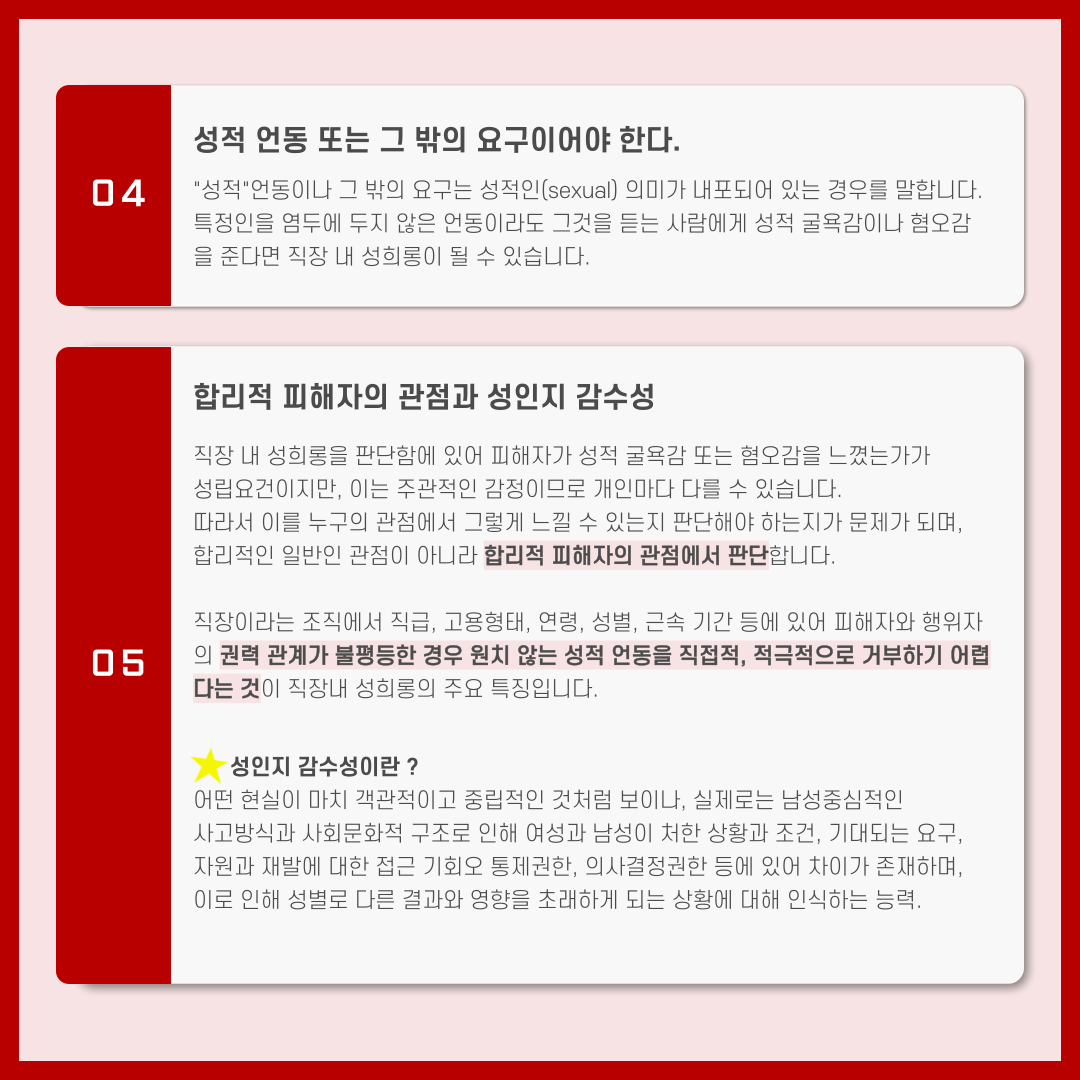 04
성적 언동 또는 그 밖의 요구이어야 한다.
"성적"언동이나 그 밖의 요구는 성적인(sexual) 의미가 내포되어 있는 경우를 말합니다.
특정인을 염두에 두지 않은 언동이라도 그것을 듣는 사람에게 성적 굴욕감이나 혐오감
을 준다면 직장 내 성희롱이 될 수 있습니다.
05
합리적 피해자의 관점과 성인지 감수성
직장 내 성희롱을 판단함에 있어 피해자가 성적 굴욕감 또는 혐오감을 느꼈는가가
성립요건이지만, 이는 주관적인 감정이므로 개인마다 다를 수 있습니다.
따라서 이를 누구의 관점에서 그렇게 느낄 수 있는지 판단해야 하는지가 문제가 되며,
합리적인 일반인 관점이 아니라 합리적 피해자의 관점에서 판단합니다.
직장이라는 조직에서 직급, 고용형태, 연령, 성별, 근속 기간 등에 있어 피해자와 행위자
의 권력 관계가 불평등한 경우 원치 않는 성적 언동을 직접적, 적극적으로 거부하기 어렵
다는 것이 직장내 성희롱의 주요 특징입니다.
성인지 감수성이란 ?
어떤 현실이 마치 객관적이고 중립적인 것처럼 보이나, 실제로는 남성중심적인
사고방식과 사회문화적 구조로 인해 여성과 남성이 처한 상황과 조건, 기대되는 요구,
자원과 재발에 대한 접근 기회오 통제권한, 의사결정권한 등에 있어 차이가 존재하며,
이로 인해 성별로 다른 결과와 영향을 초래하게 되는 상황에 대해 인식하는 능력.